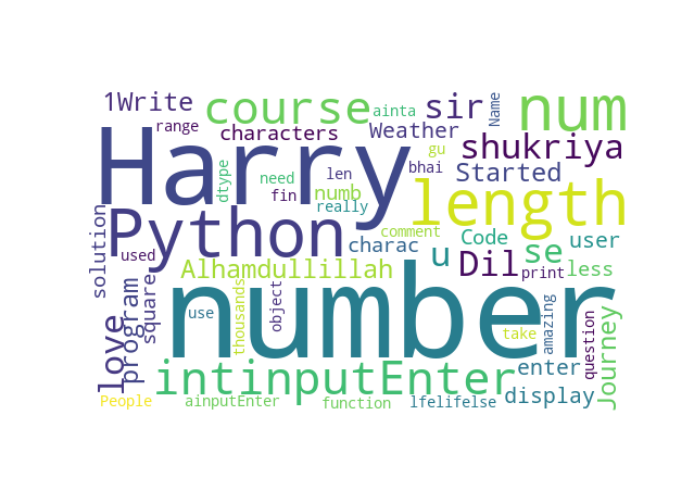 1Write
course
ainta
sir
Name
num
range
characters
Weather
Harry
dtype
need
len
gu
bhai
shukriya
Started
length
fin
numb
really
Python
solution
used
charac
comment
u
Code
Dil
se
user
print
less
Alhamdullillah
love
program
square
use
thousands
object
number
take
amazing
question
Journey
intinputEnter
enter
display
People
ainputEnter
function
lfelifelse